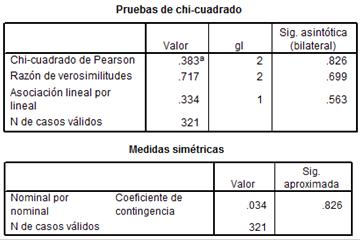 Pruebas de chi-cuadrado
Valor gl Sig. asintótica (bilateral)
Chi-cuadrado de Pearson .383ª 2 .826
Razón de verosimilitudes .717 2 .699
Asociación lineal por lineal .334 1 .563
N de casos válidos 321
Medidas simétricas
Valor Sig. aproximada
Nominal por nominal Coeficiente de contingencia .034 .826
N de casos válidos 321